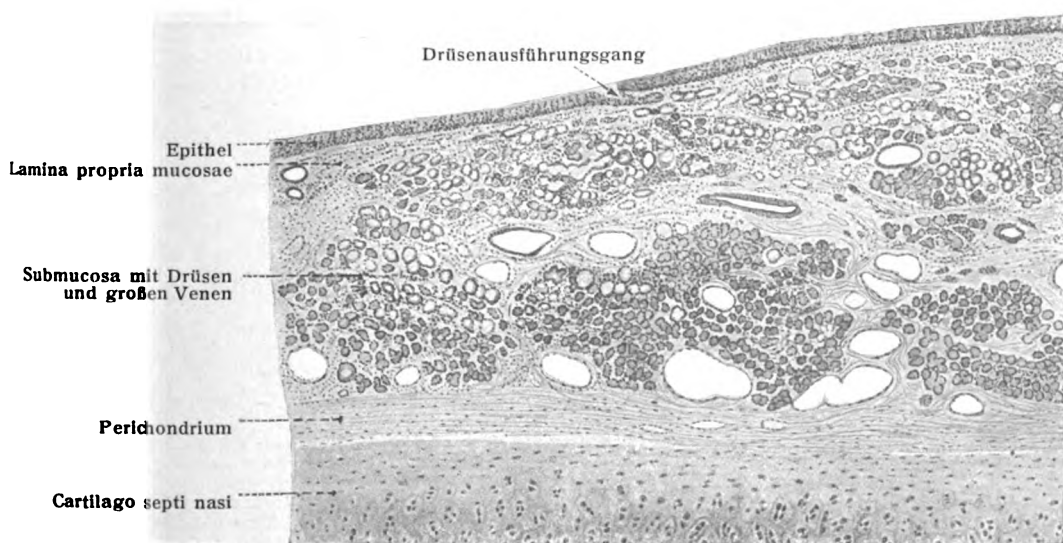 Drüsenausführungsgang
Epithel
Lamina propria mucosae
Submucosa mit Drüsen
und großen Venen
Perichondrium
Cartilago septi nasi